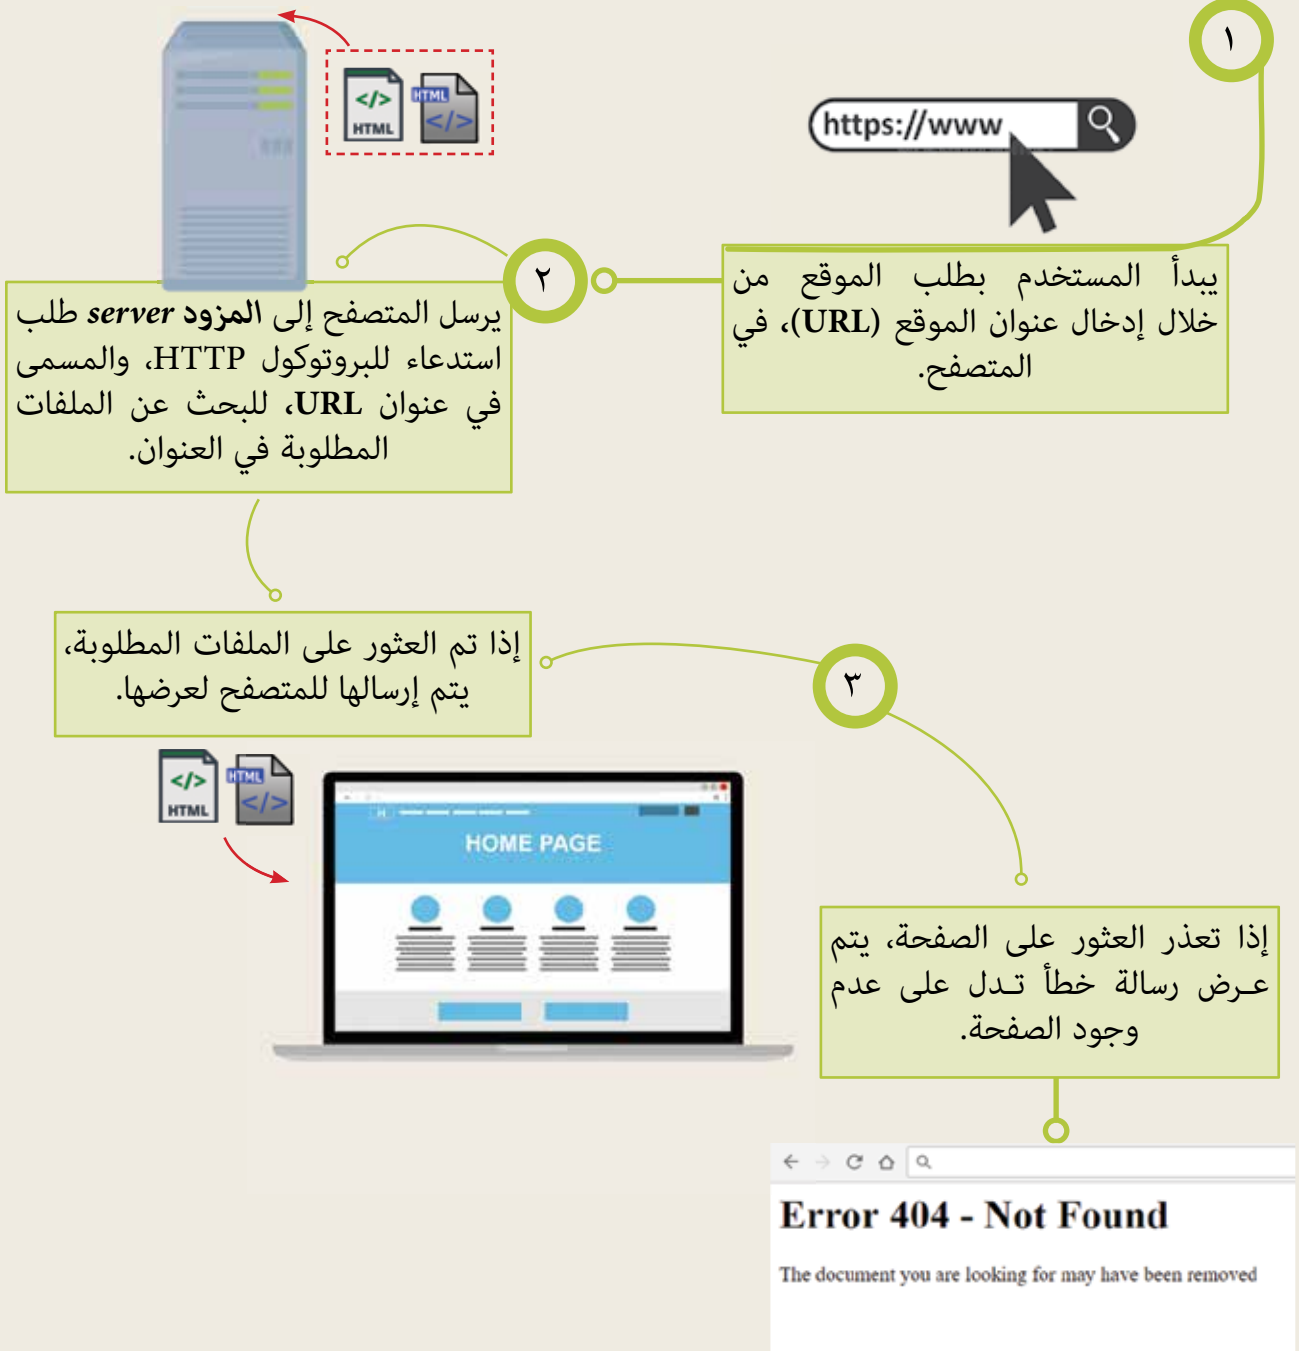 ١
https://www
يبدأ المستخدم بطلب الموقع من
خلال إدخال عنوان الموقع (URL)، في
المتصفح.
</>
HTML
HTML
</>
٢
يرسل المتصفح إلى المزود server طلب
استدعاء للبروتوكول HTTP، والمسمى
في عنوان URL، للبحث عن الملفات
المطلوبة في العنوان.
٣
إذا تم العثور على الملفات المطلوبة،
يتم إرسالها للمتصفح لعرضها.
</>
HTML
HTML
</>
HOME PAGE
إذا تعذر العثور على الصفحة، يتم
عـرض رسالة خطأ تـدل على عدم
وجود الصفحة.
Error 404 - Not Found
The document you are looking for may have been removed